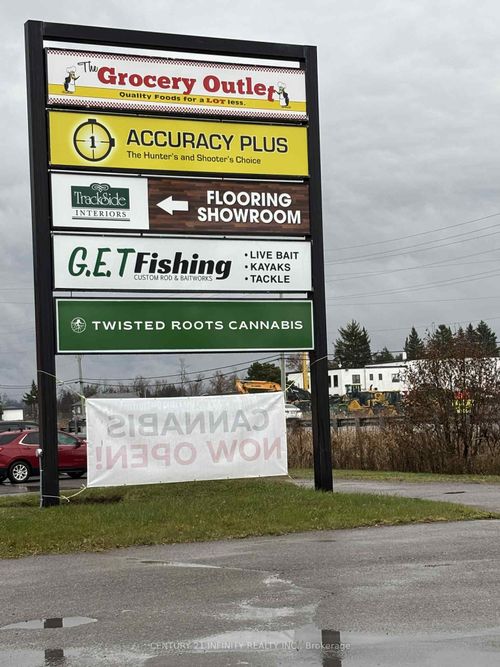 The Grocery Outlet
Quality Foods for a LOT less.
1
ACCURACY PLUS
The Hunter's and Shooter's Choice
TrackSide
INTERIORS
FLOORING
SHOWROOM
G.E.T Fishing
CUSTOM ROD & BAITWORKS
• LIVE BAIT
• KAYAKS
• TACKLE
TWISTED ROOTS CANNABIS
CANNABIS IS
NOW OPEN!
CENTURY 21 INFINITY REALTY INC., Brokerage